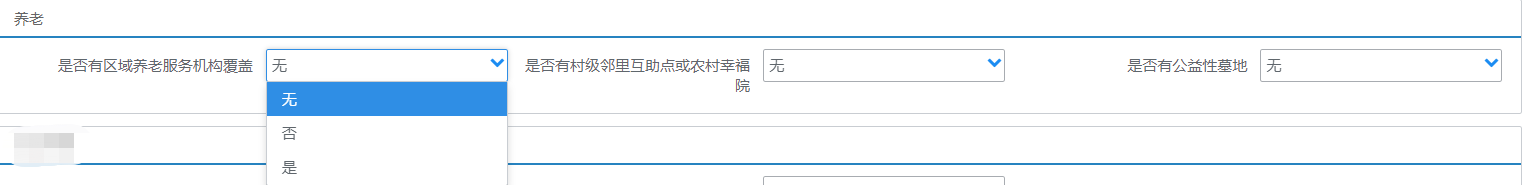 养老
是否有区域养老服务机构覆盖
无
是否有村级邻里互助点或农村幸福
院
无
是否有公益性墓地
无
无
否
是